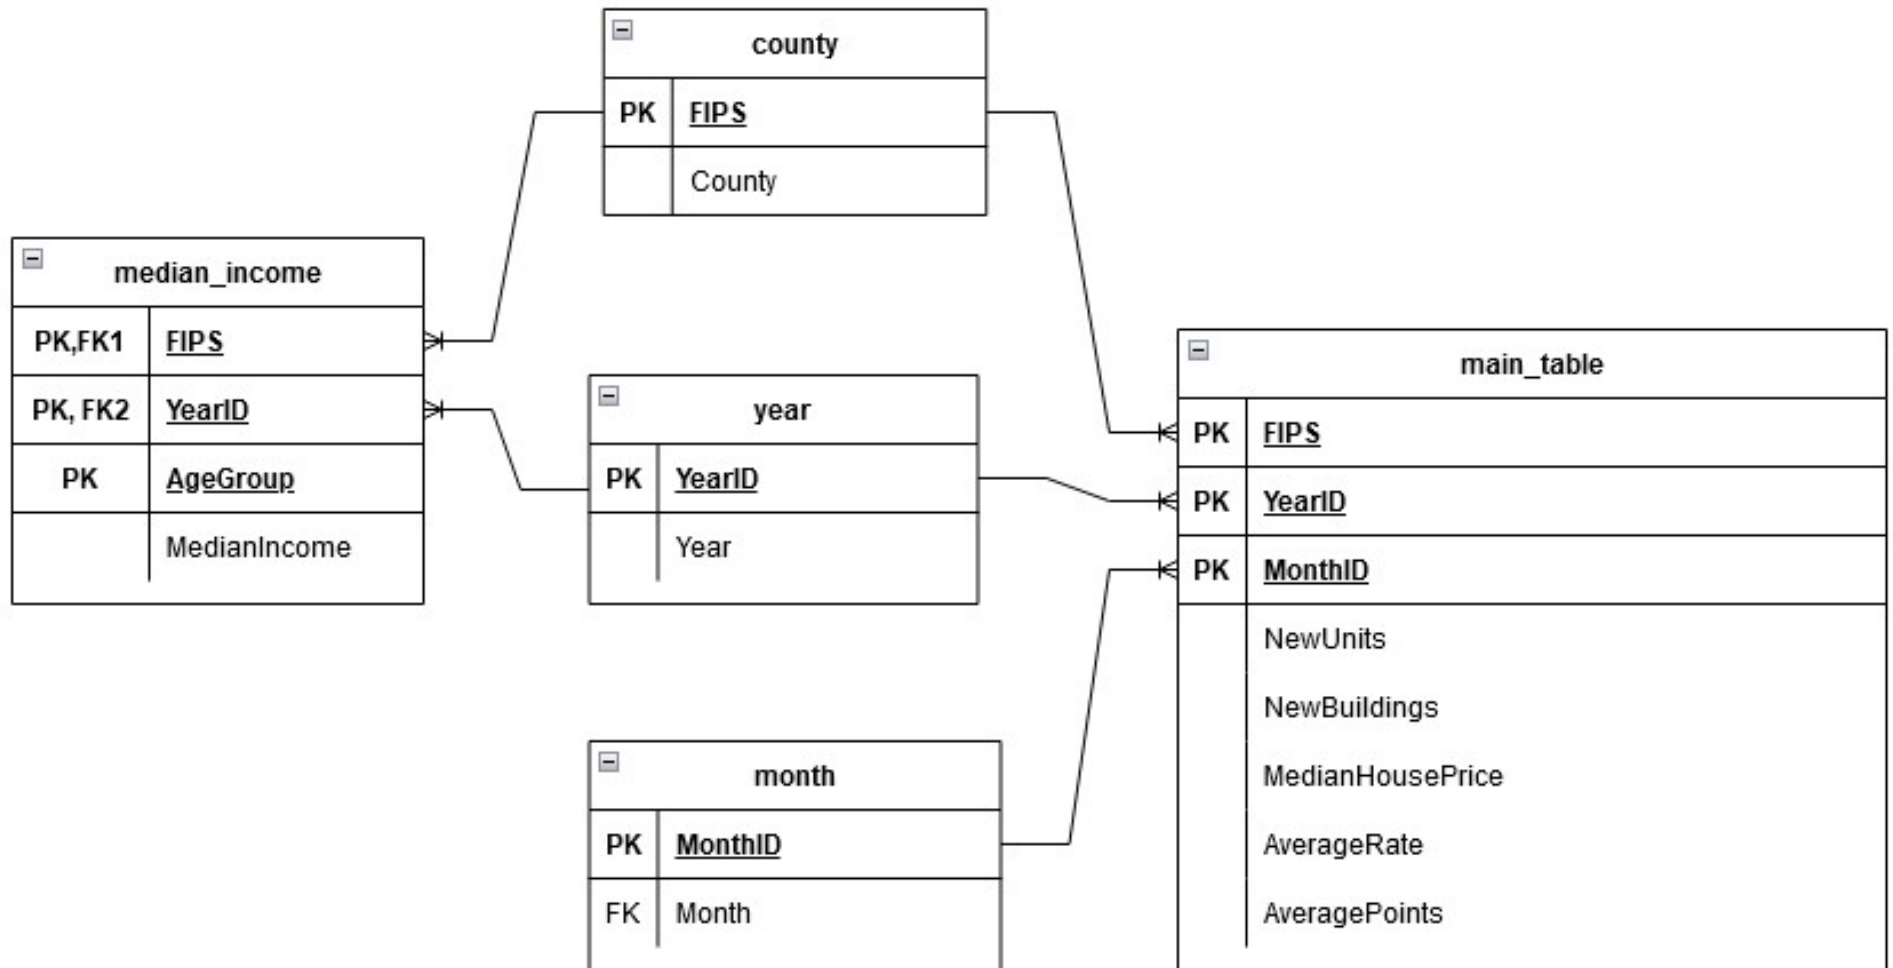 county
PK FIPS
County
median_income
PK,FK1 FIPS
PK, FK2 YearID
PK AgeGroup
MedianIncome
year
PK YearID
Year
month
PK MonthID
FK Month
main_table
PK FIPS
PK YearID
PK MonthID
NewUnits
NewBuildings
MedianHousePrice
AverageRate
AveragePoints